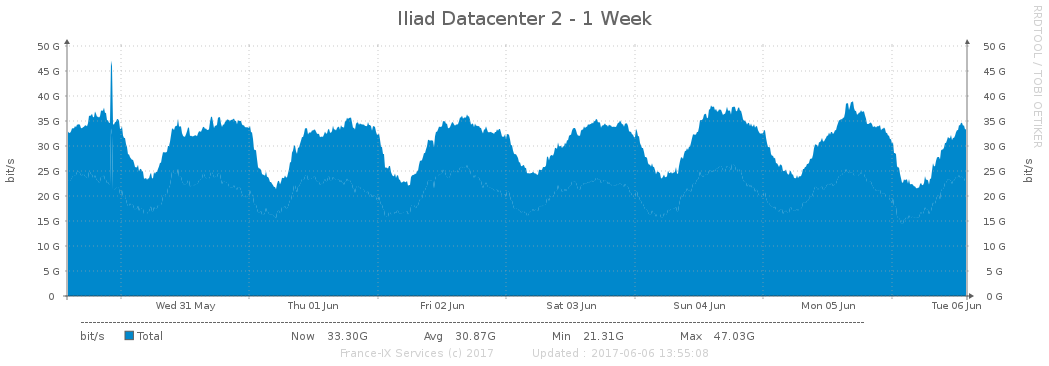 Iliad Datacenter 2 - 1 Week
RRDTOOL / TOBI OETIKER
50 G 50 G
45 G 45 G
40 G 40 G
35 G 35 G
30 G 30 G
25 G 25 G
20 G 20 G
15 G 15 G
10 G 10 G
5 G 5 G
0 0 G
bit/s
bit/s
Wed 31 May Thu 01 Jun Fri 02 Jun Sat 03 Jun Sun 04 Jun Mon 05 Jun Tue 06 Jun
bit/s Total Now 33.30G Avg 30.87G Min 21.31G Max 47.03G
France-IX Services (c) 2017 Updated : 2017-06-06 13:55:08